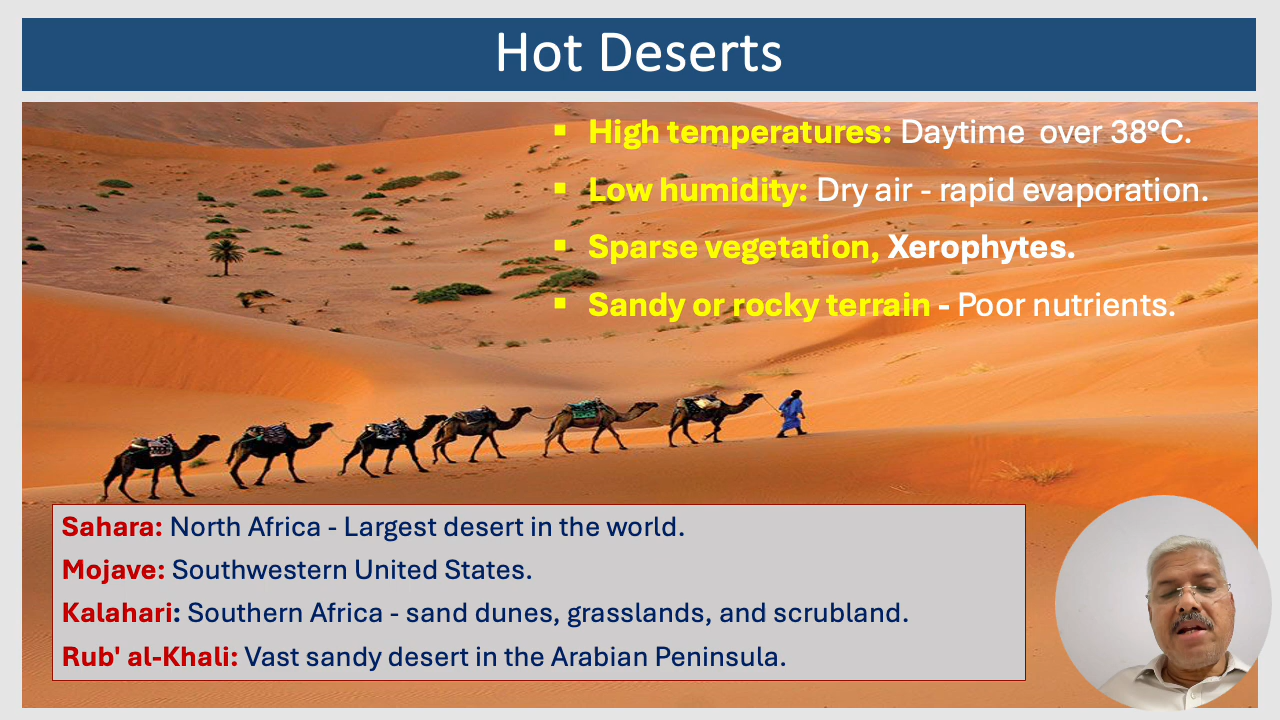 Hot Deserts
▪ High temperatures: Daytime over 38°C.
▪ Low humidity: Dry air - rapid evaporation.
▪ Sparse vegetation, Xerophytes.
▪ Sandy or rocky terrain - Poor nutrients.
Sahara: North Africa - Largest desert in the world.
Mojave: Southwestern United States.
Kalahari: Southern Africa - sand dunes, grasslands, and scrubland.
Rub' al-Khali: Vast sandy desert in the Arabian Peninsula.